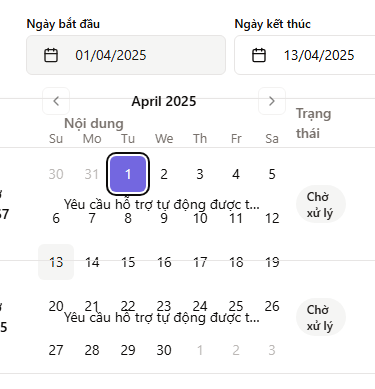 Ngày bắt đầu Ngày kết thúc
01/04/2025 13/04/2025
April 2025
Nội dung Trạng thái
Su Mo Tu We Th Fr Sa
30 31 1 2 3 4 5
Yêu cầu hỗ trợ tự động được t... Chờ xử lý
6 7 8 9 10 11 12
13 14 15 16 17 18 19
20 21 22 23 24 25 26
Yêu cầu hỗ trợ tự động được t... Chờ xử lý
27 28 29 30 1 2 3